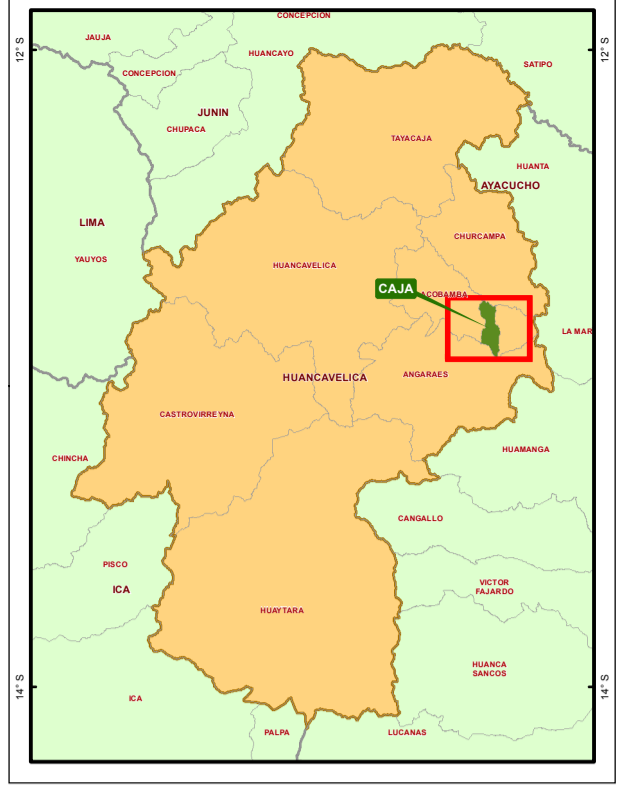 CONCEPCION
JAUJA
HUANCAYO
12° S
12° S
SATIPO
CONCEPCION
JUNIN
CHUPACA
TAYACAJA
HUANTA
AYACUCHO
LIMA
CHURCAMPA
YAUYOS
HUANCAVELICA
CAJA
ACOBAMBA
LA MAR
HUANCAVELICA
ANGARAES
CASTROVIRREYNA
HUAMANGA
CHINCHA
CANGALLO
PISCO
ICA
VICTOR
FAJARDO
HUAYTARA
HUANCA
SANCOS
14° S
14° S
ICA
PALPA
LUCANAS